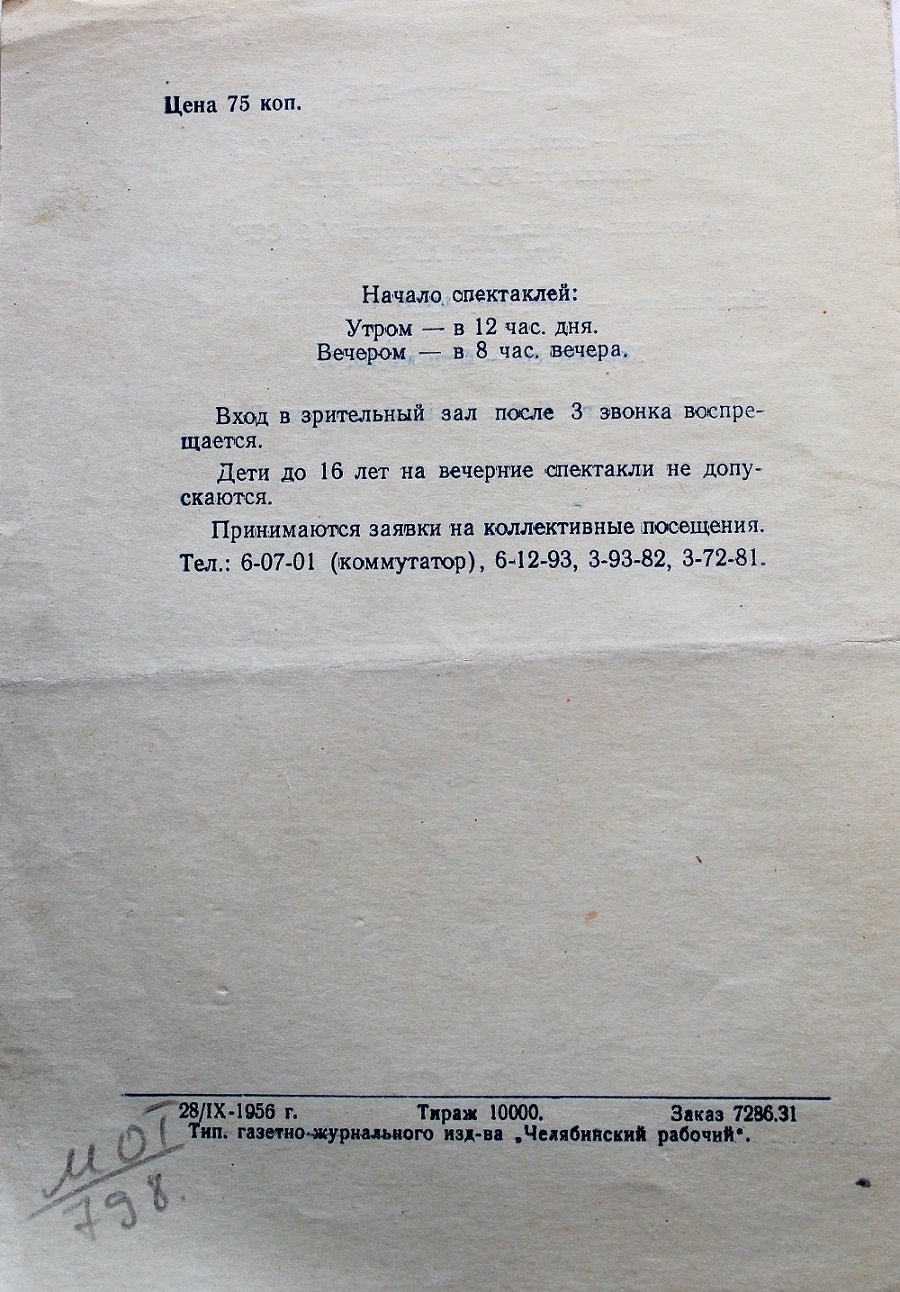 Цена 75 коп.
Начало спектаклей:
Утром — в 12 час. дня.
Вечером — в 8 час. вечера.
Вход в зрительный зал после 3 звонка воспре-
щается.
Дети до 16 лет на вечерние спектакли не допу-
скаются.
Принимаются заявки на коллективные посещения.
Тел.: 6-07-01 (коммутатор), 6-12-93, 3-93-82, 3-72-81.
28/IX-1956 г. Тираж 10000. Заказ 7286.31
Тип. газетно-журнального изд-ва „Челябинский рабочий“.
798.